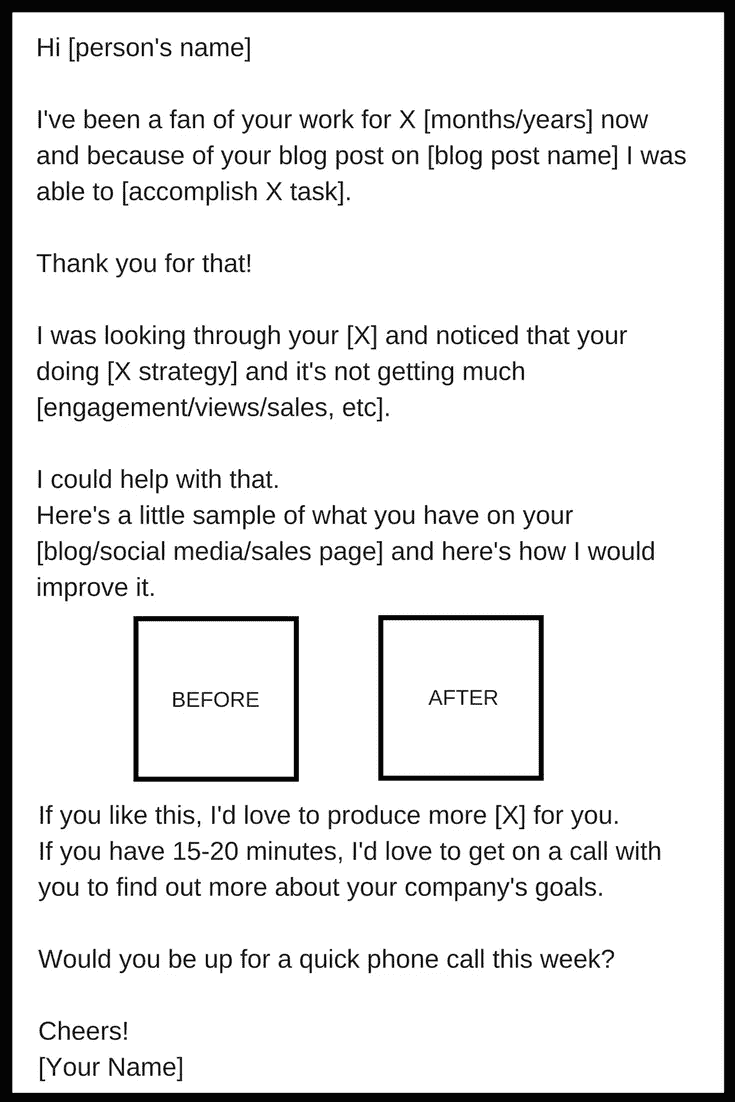 Hi [person's name]
I've been a fan of your work for X [months/years] now
and because of your blog post on [blog post name] I was
able to [accomplish X task].
Thank you for that!
I was looking through your [X] and noticed that your
doing [X strategy] and it's not getting much
[engagement/views/sales, etc].
I could help with that.
Here's a little sample of what you have on your
[blog/social media/sales page] and here's how I would
improve it.
BEFORE
AFTER
If you like this, I'd love to produce more [X] for you.
If you have 15-20 minutes, I'd love to get on a call with
you to find out more about your company's goals.
Would you be up for a quick phone call this week?
Cheers!
[Your Name]